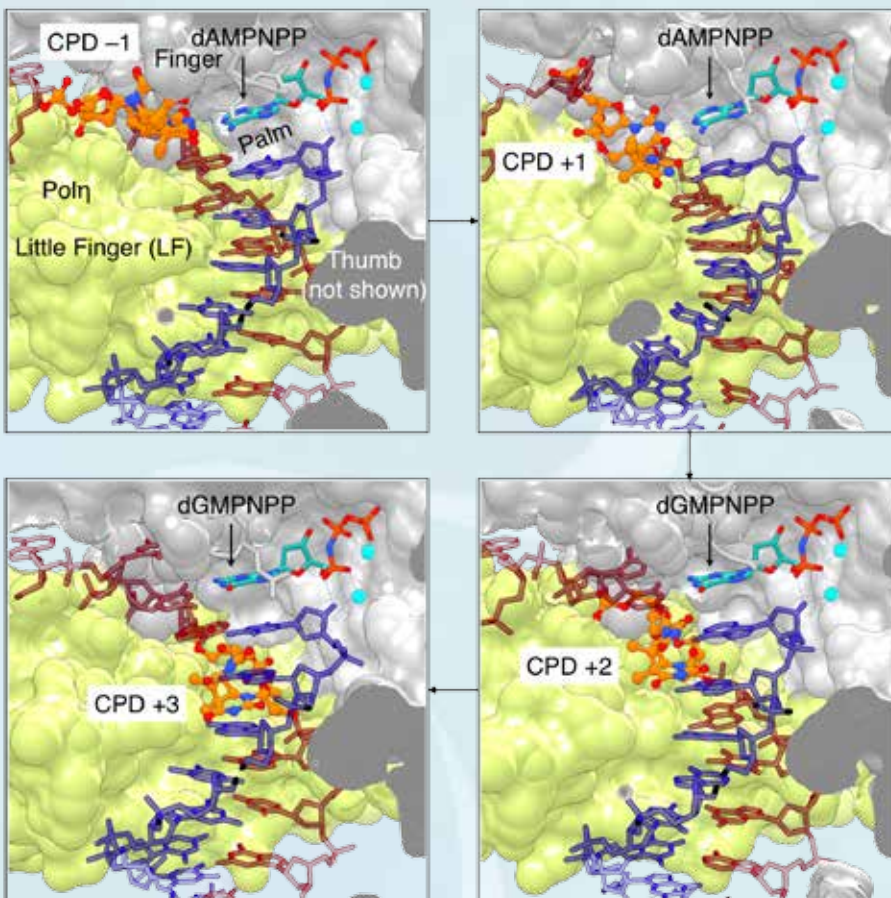 CPD –1
dAMPNPP
Finger
Palm
Polη
Little Finger (LF)
Thumb
(not shown)
dAMPNPP
CPD +1
dGMPNPP
CPD +3
dGMPNPP
CPD +2